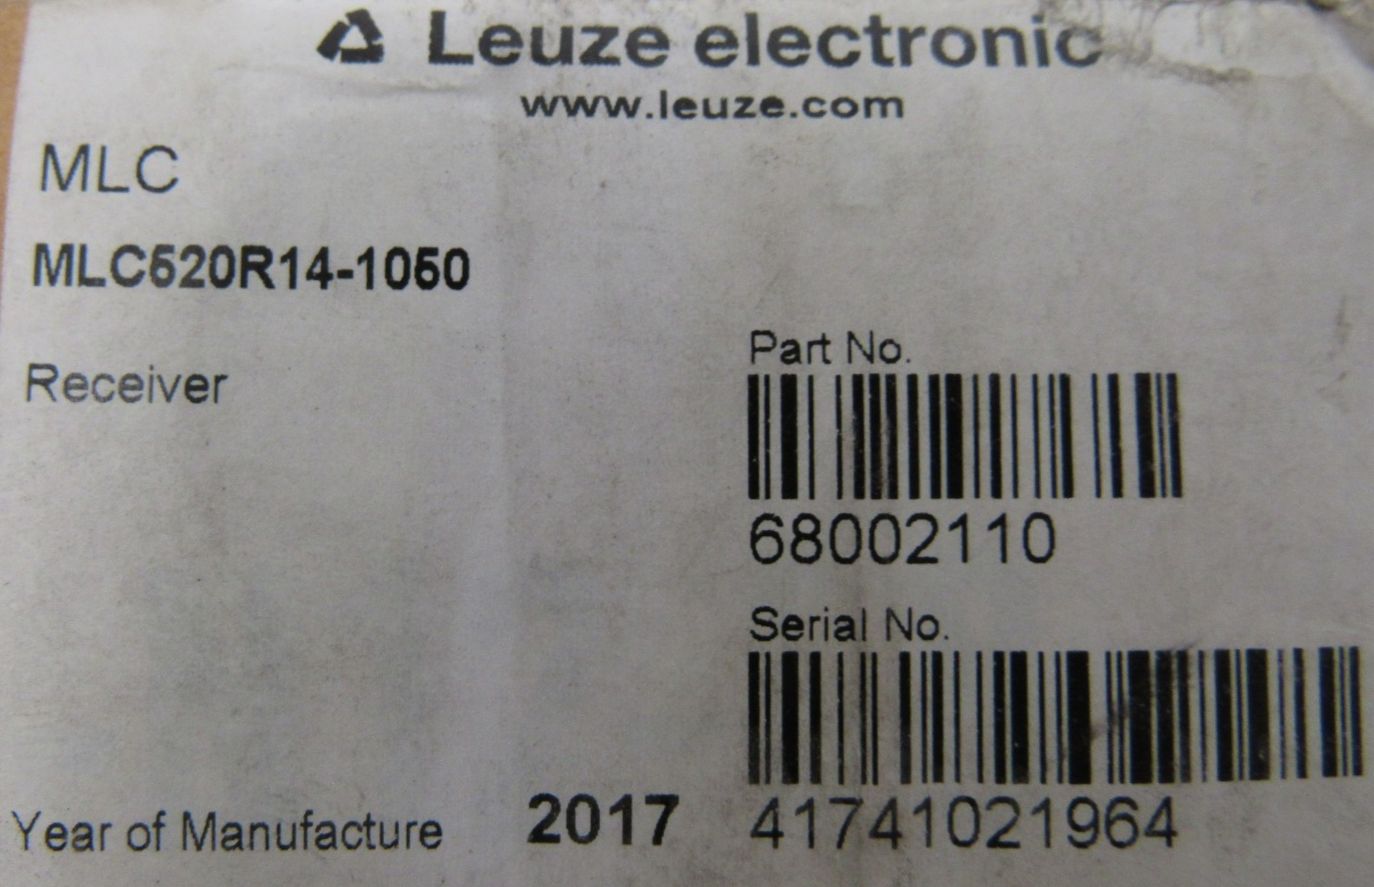 Leuze electronic
www.leuze.com
MLC
MLC520R14-1050
Receiver
Part No.
68002110
Serial No.
41741021964
Year of Manufacture 2017